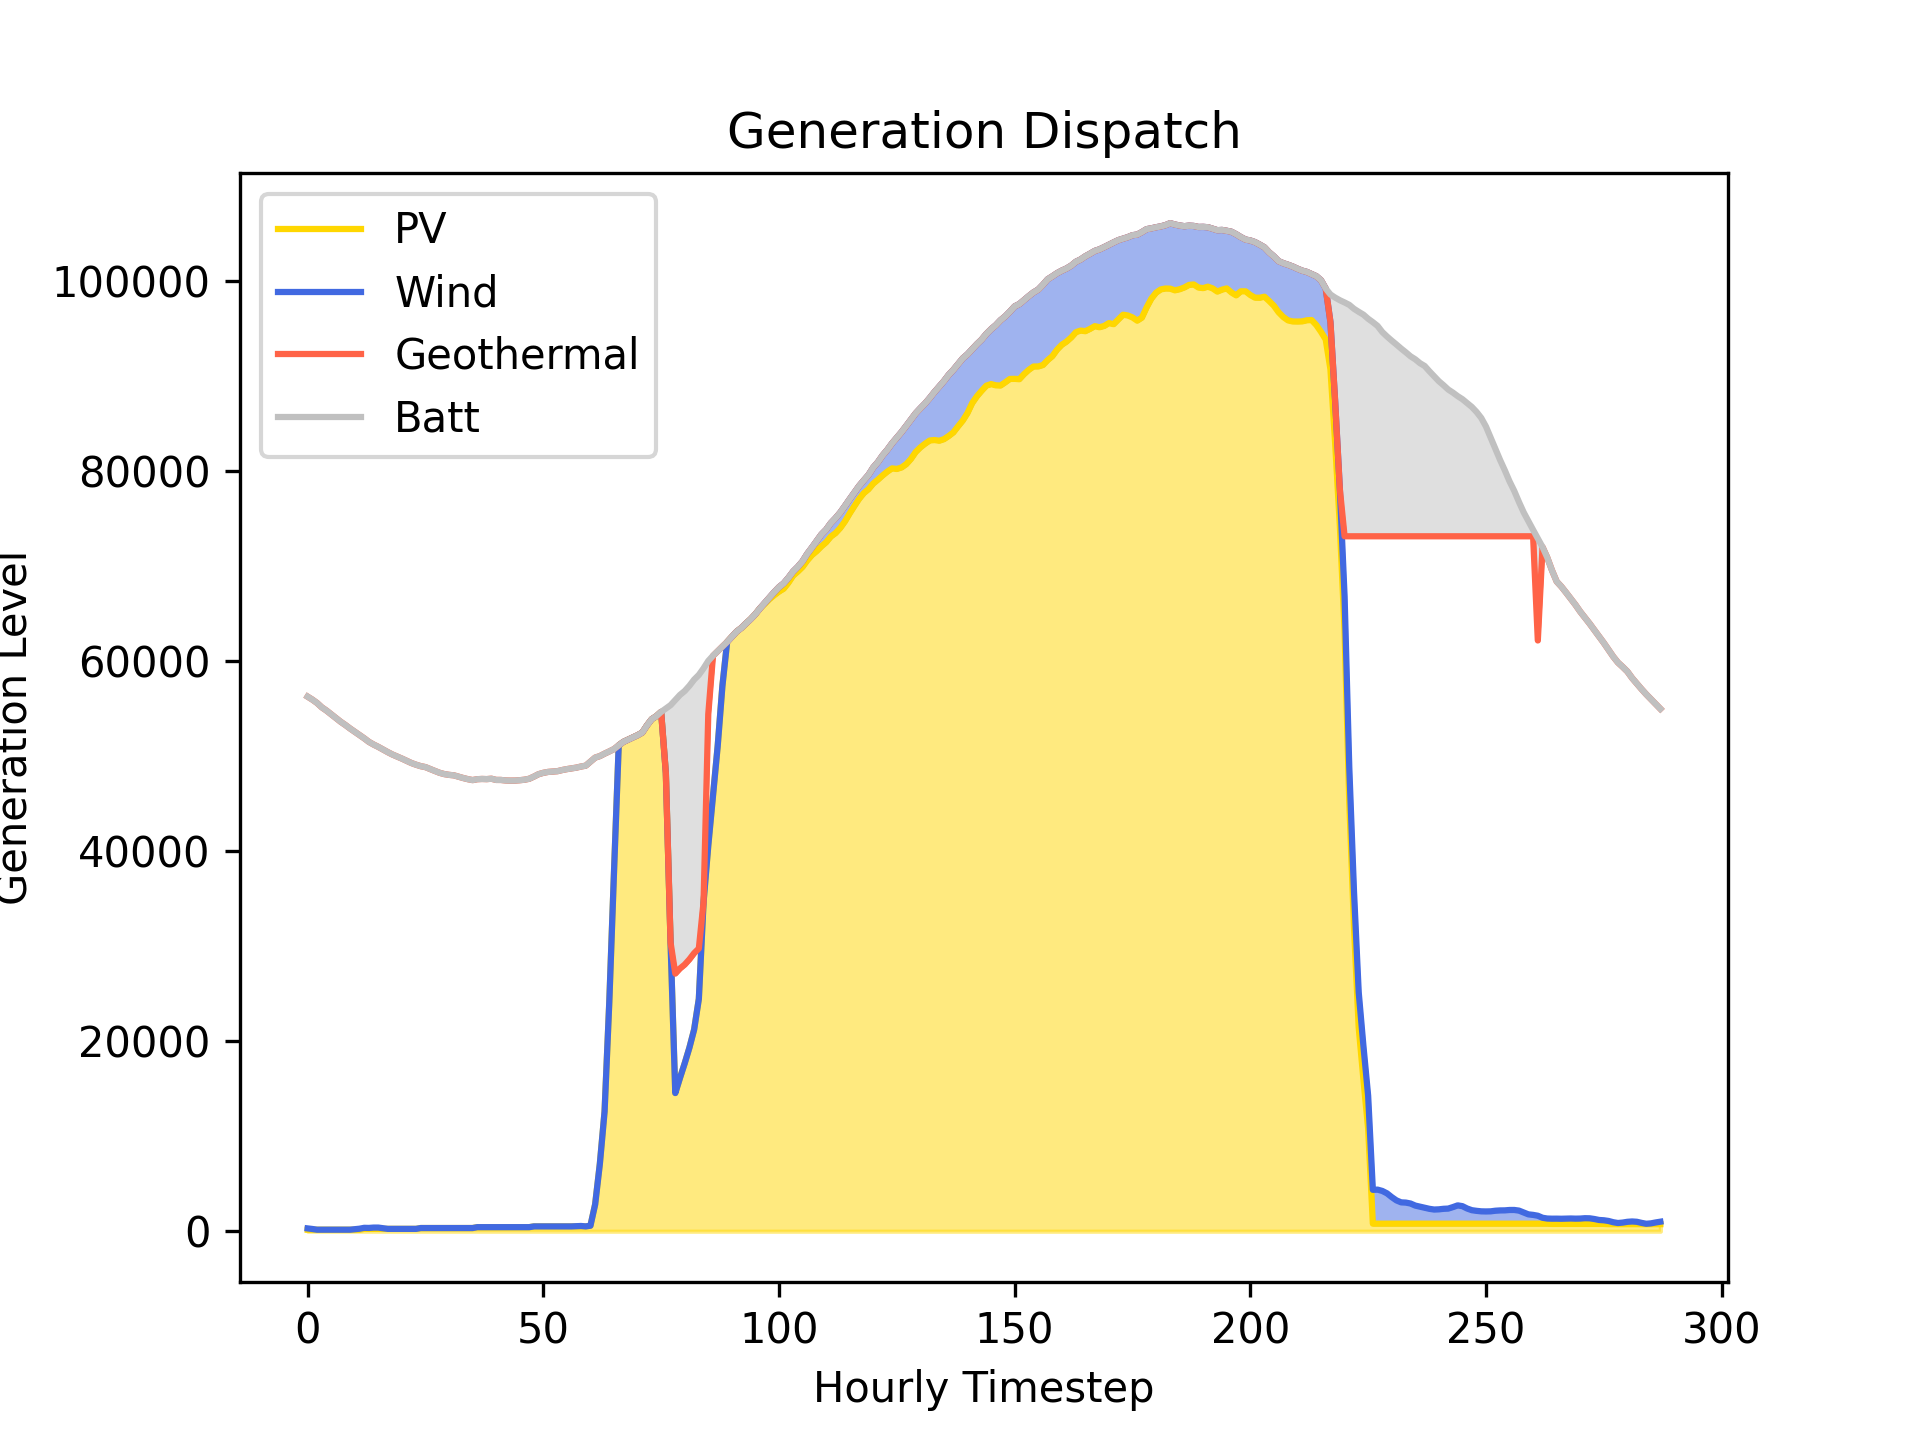 Generation Dispatch
PV
Wind
Geothermal
Batt
100000
80000
60000
40000
20000
0
Generation Level
0 50 100 150 200 250 300
Hourly Timestep